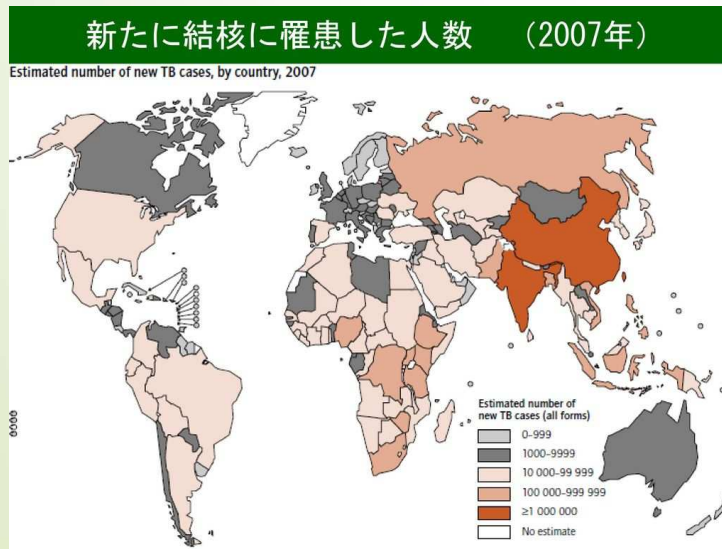 新たに結核に罹患した人数　（2007年）
Estimated number of new TB cases, by country, 2007
Estimated number of
new TB cases (all forms)
0–999
1000–9999
10 000–99 999
100 000–999 999
≥1 000 000
No estimate